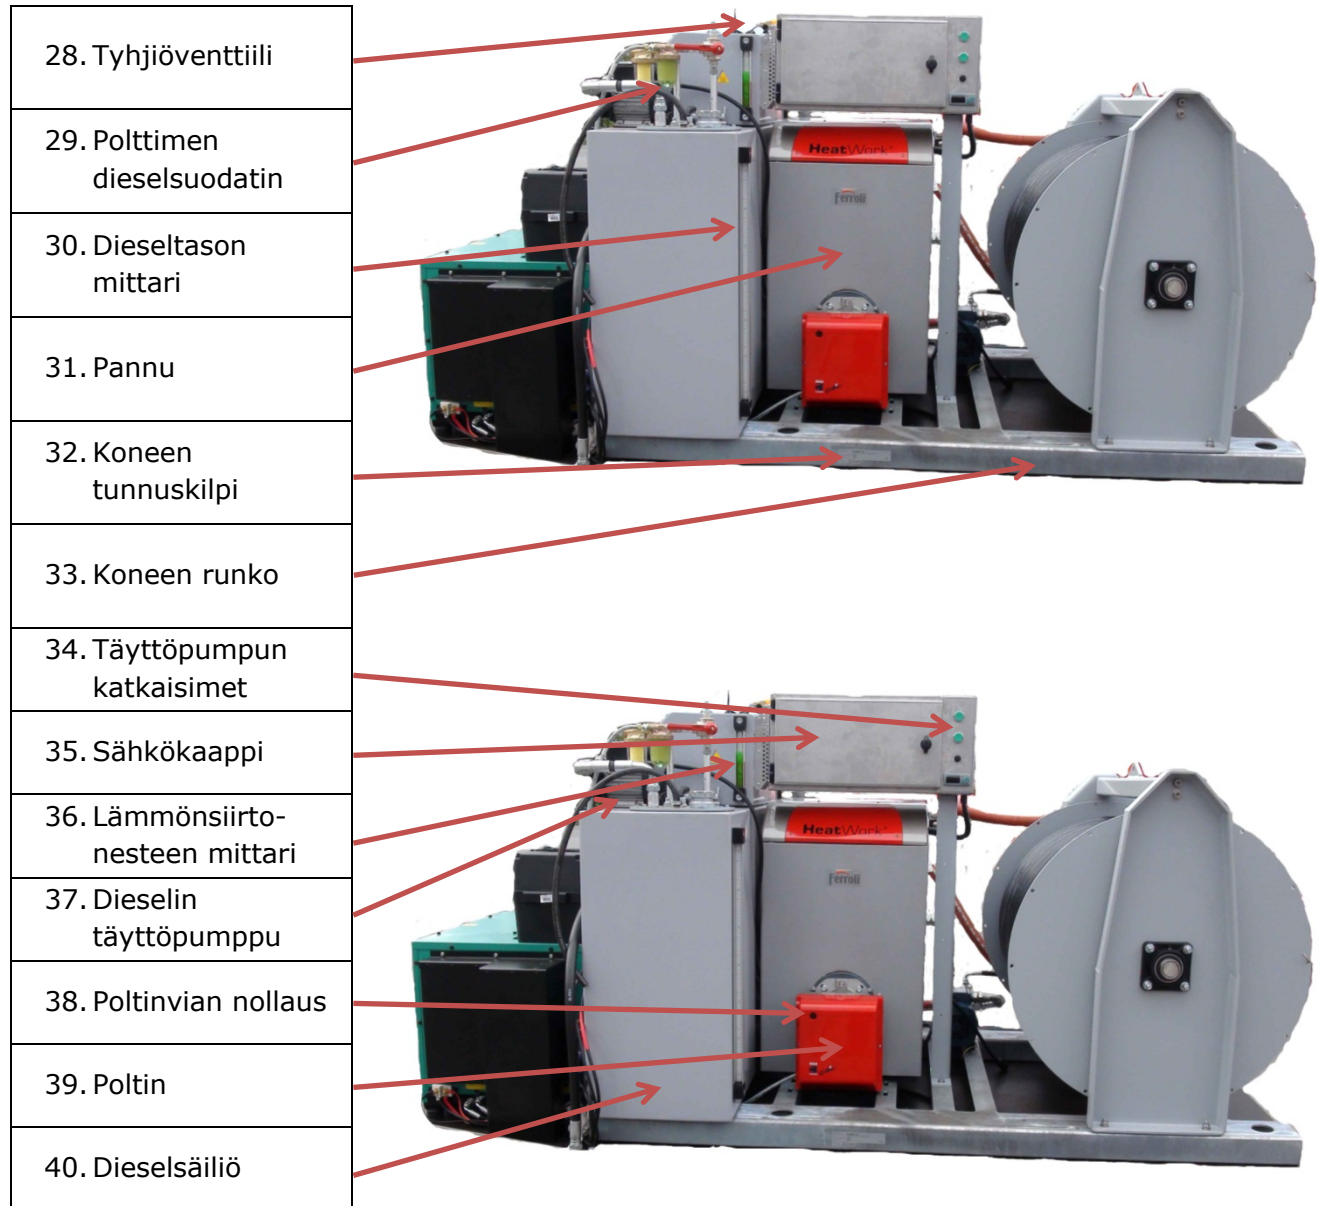 28. Tyhjiöventtiili
29. Polttimen
dieselsuodatin
30. Dieseltason
mittari
31. Pannu
32. Koneen
tunnuskilpi
33. Koneen runko
34. Täyttöpumpun
katkaisimet
35. Sähkökaappi
36. Lämmönsiirto-
nesteen mittari
37. Dieselin
täyttöpumppu
38. Poltinvian nollaus
39. Poltin
40. Dieselsäiliö
HeatWork
Ferroli
HeatWork
Ferroli